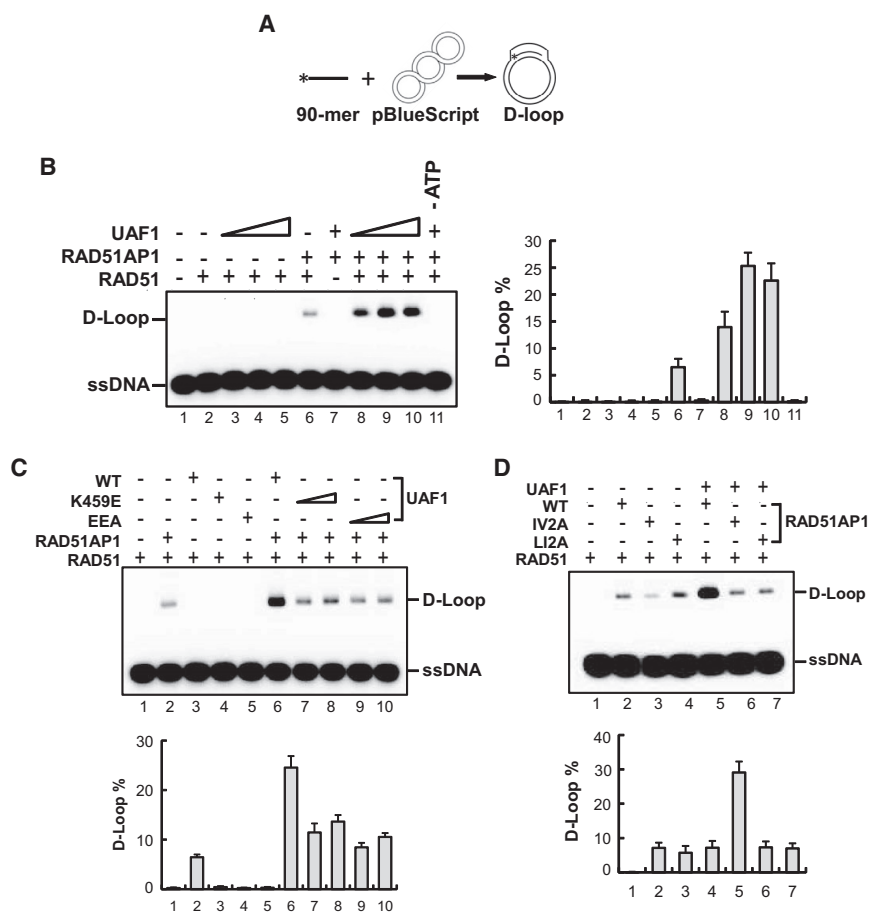 A
* + 
90-mer pBlueScript D-loop
B
- ATP
UAF1 - - - + +
RAD51AP1 - - - - - + + + + + +
RAD51 - + + + + + - + + + +
D-Loop
ssDNA
1 2 3 4 5 6 7 8 9 10 11
D-Loop %
30
25
20
15
10
5
0
1 2 3 4 5 6 7 8 9 10 11
C
WT - - + - - + - - - -
K459E - - - + - - - -
EEA - - - - + - - -
UAF1
RAD51AP1 - + - - - + + + + +
RAD51 + + + + + + + + + +
D-Loop
ssDNA
1 2 3 4 5 6 7 8 9 10
D-Loop %
30
20
10
0
1 2 3 4 5 6 7 8 9 10
D
UAF1 - - - - + + +
WT - + - - + - -
IV2A - - + - - + -
LI2A - - - + - - +
RAD51AP1
RAD51 + + + + + + +
D-Loop
ssDNA
1 2 3 4 5 6 7
D-Loop %
40
30
20
10
0
1 2 3 4 5 6 7